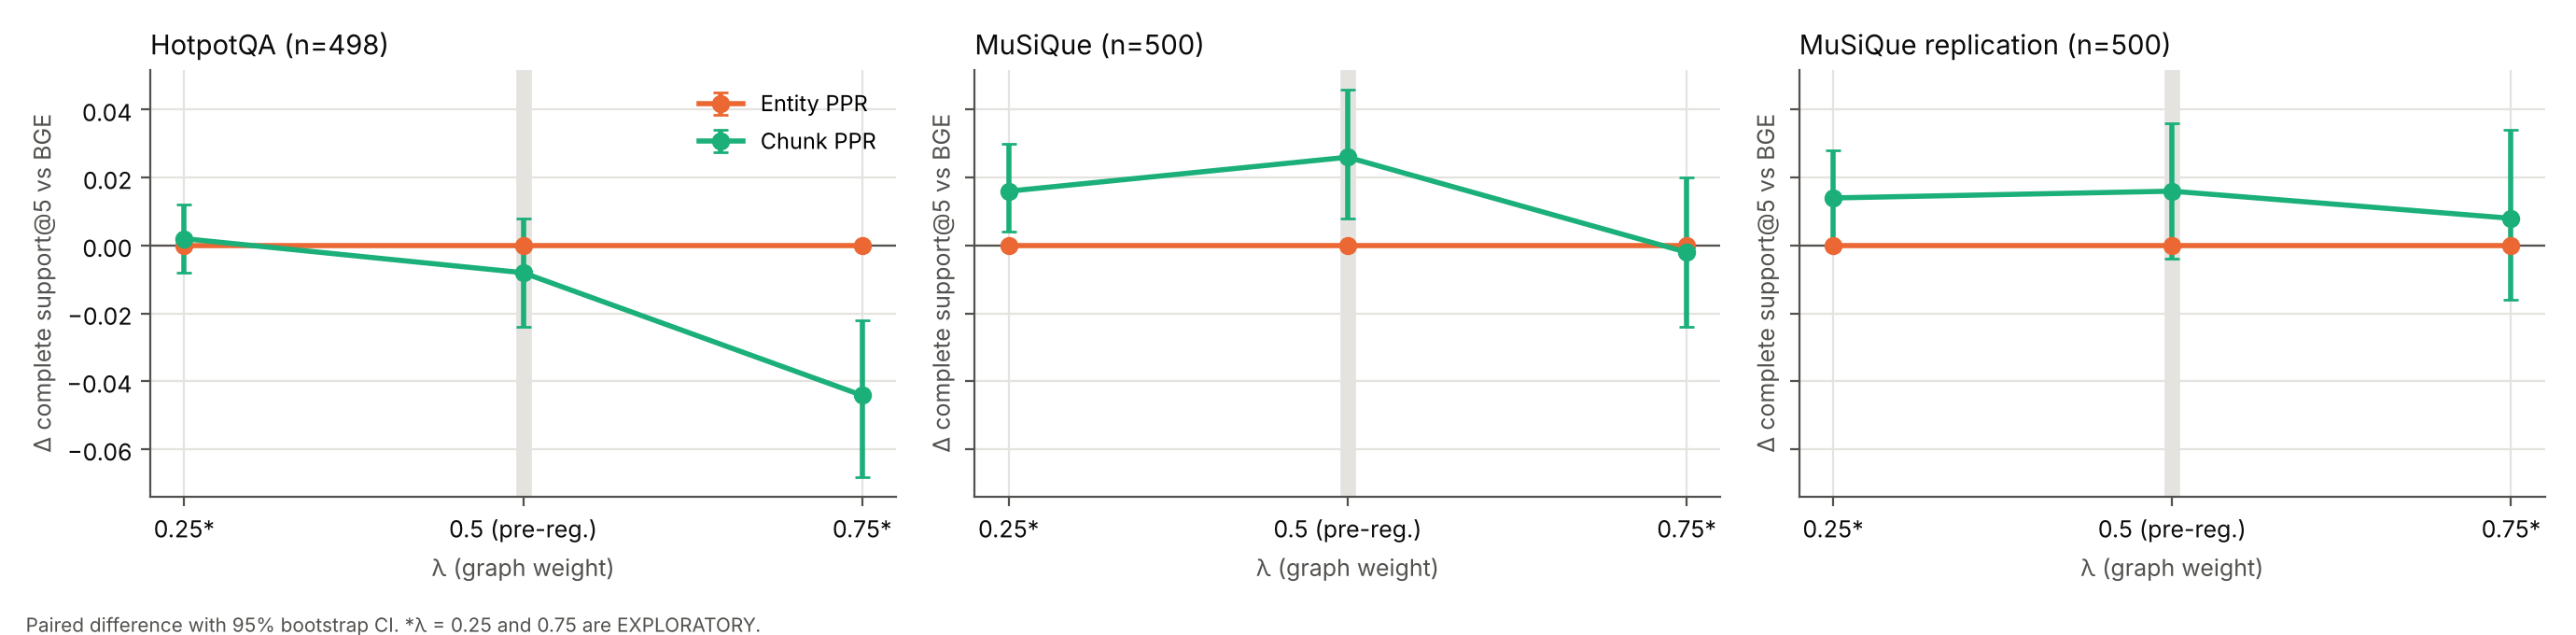 HotpotQA (n=498)
Δ complete support@5 vs BGE
0.04
0.02
0.00
−0.02
−0.04
−0.06
Entity PPR
Chunk PPR
0.25*
0.5 (pre-reg.)
0.75*
λ (graph weight)
MuSiQue (n=500)
Δ complete support@5 vs BGE
0.25*
0.5 (pre-reg.)
0.75*
λ (graph weight)
MuSiQue replication (n=500)
Δ complete support@5 vs BGE
0.25*
0.5 (pre-reg.)
0.75*
λ (graph weight)
Paired difference with 95% bootstrap CI. *λ = 0.25 and 0.75 are EXPLORATORY.